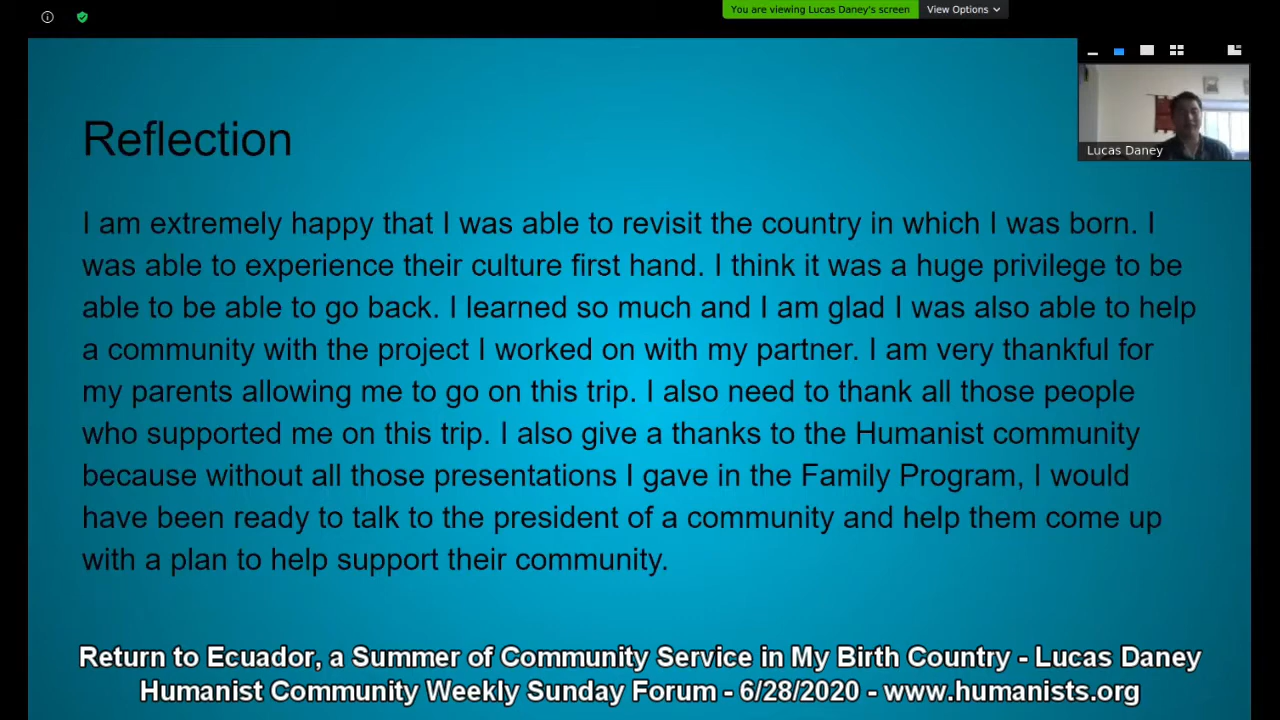 You are viewing Lucas Daney's screen
View Options
Lucas Daney
Reflection
I am extremely happy that I was able to revisit the country in which I was born. I
was able to experience their culture first hand. I think it was a huge privilege to be
able to be able to go back. I learned so much and I am glad I was also able to help
a community with the project I worked on with my partner. I am very thankful for
my parents allowing me to go on this trip. I also need to thank all those people
who supported me on this trip. I also give a thanks to the Humanist community
because without all those presentations I gave in the Family Program, I would
have been ready to talk to the president of a community and help them come up
with a plan to help support their community.
Return to Ecuador, a Summer of Community Service in My Birth Country - Lucas Daney
Humanist Community Weekly Sunday Forum - 6/28/2020 - www.humanists.org